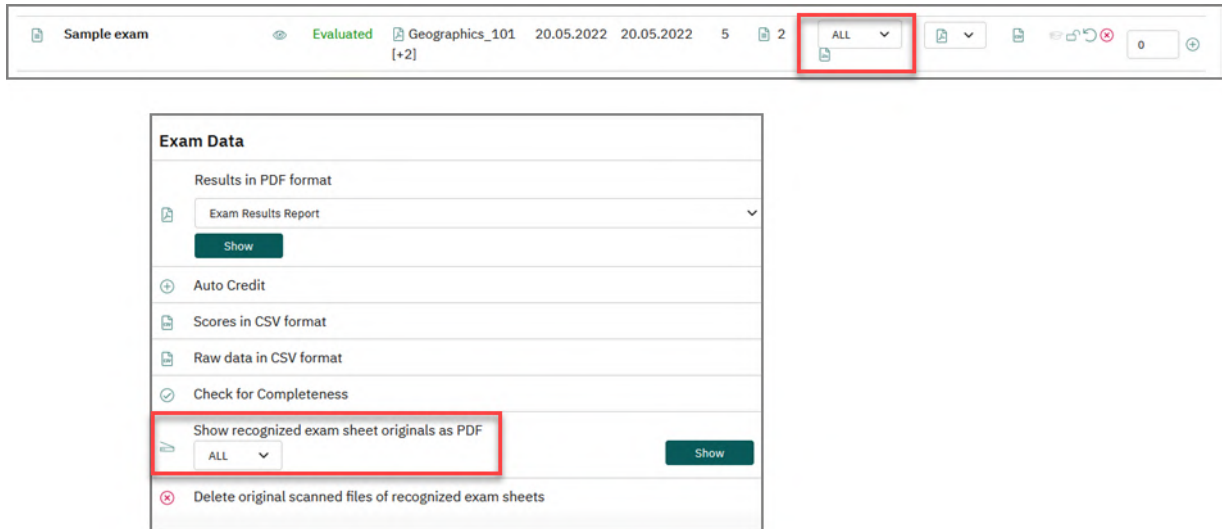 Sample exam Evaluated Geographics_101 20.05.2022 20.05.2022 5 2 ALL 0
[+2]
Exam Data
Results in PDF format
Exam Results Report
Show
Auto Credit
Scores in CSV format
Raw data in CSV format
Check for Completeness
Show recognized exam sheet originals as PDF
ALL Show
Delete original scanned files of recognized exam sheets